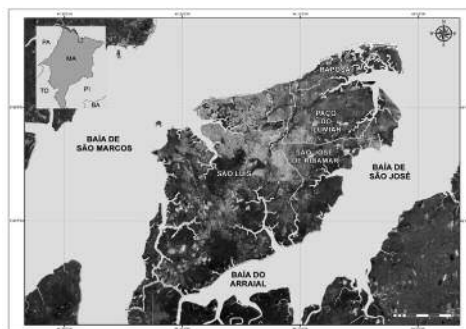 PA
MA
TO
PI
BA
RAPOSA
PAÇO
DO
LUMIAR
SÃO JOSÉ
DE RIBAMAR
SÃO LUÍS
BAÍA DE
SÃO MARCOS
BAÍA DE
SÃO JOSÉ
BAÍA DO
ARRAIAL